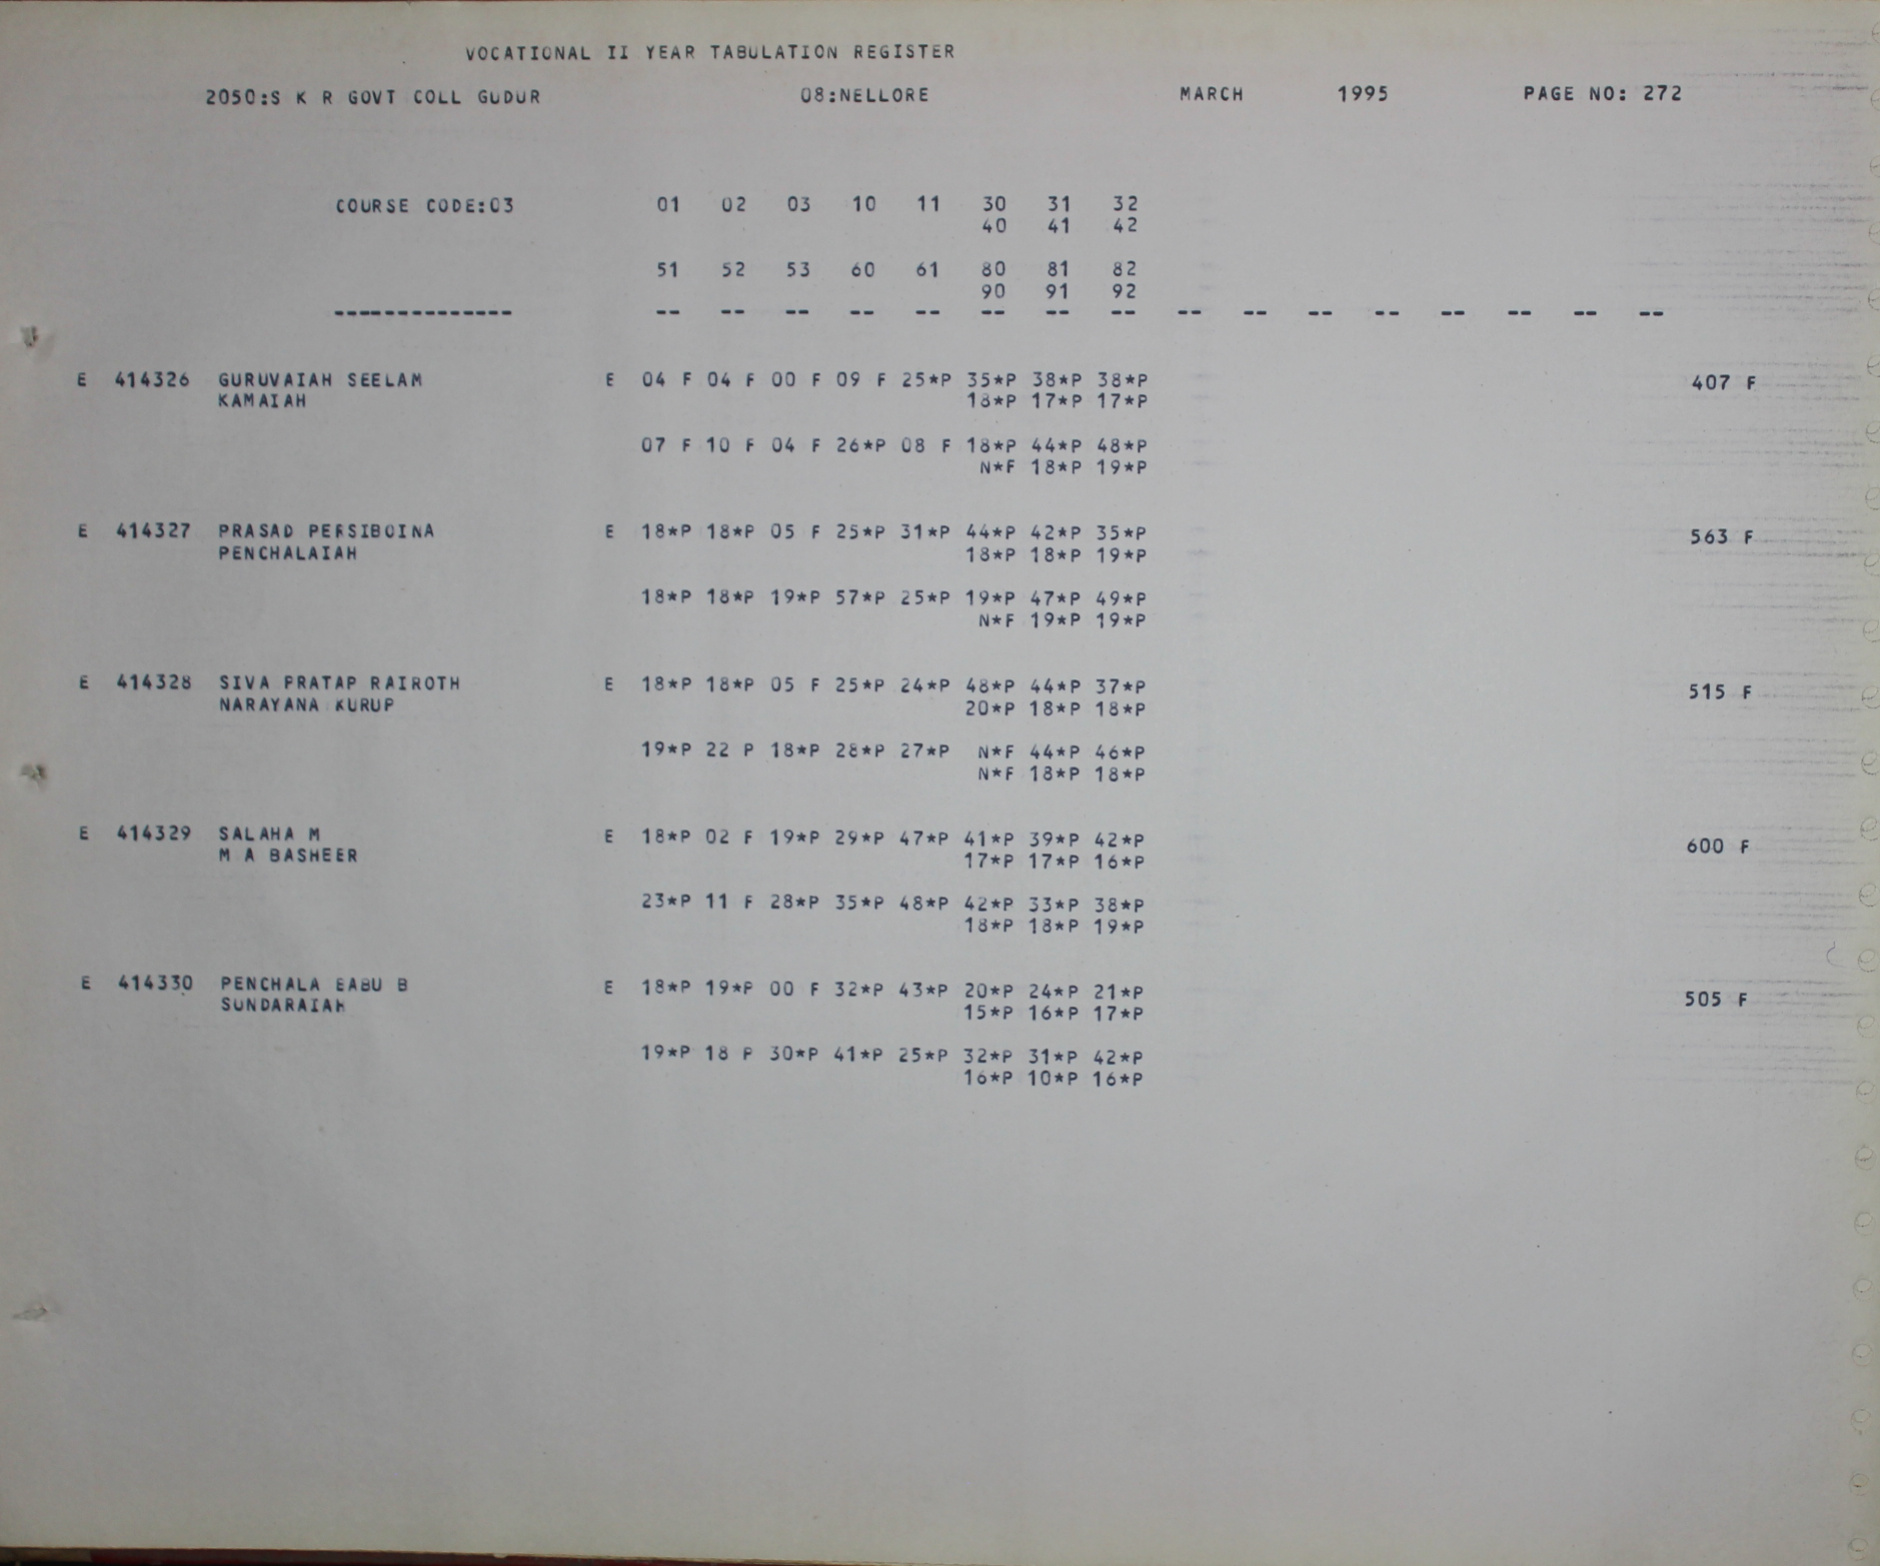 VOCATIONAL II YEAR TABULATION REGISTER
2050:S K R GOVT COLL GUDUR 08:NELLORE MARCH 1995 PAGE NO: 272
COURSE CODE:03 01 02 03 10 11 30 31 32
40 41 42
51 52 53 60 61 80 81 82
90 91 92
-------------- -- -- -- -- -- -- -- -- -- -- -- -- -- -- -- --
E 414326 GURUVAIAH SEELAM E 04 F 04 F 00 F 09 F 25*P 35*P 38*P 38*P 407 F
KAMAIAH 18*P 17*P 17*P
07 F 10 F 04 F 26*P 08 F 18*P 44*P 48*P
N*F 18*P 19*P
E 414327 PRASAD PERSIBOINA E 18*P 18*P 05 F 25*P 31*P 44*P 42*P 35*P 563 F
PENCHALAIAH 18*P 18*P 19*P
18*P 18*P 19*P 57*P 25*P 19*P 47*P 49*P
N*F 19*P 19*P
E 414328 SIVA PRATAP RAIROTH E 18*P 18*P 05 F 25*P 24*P 48*P 44*P 37*P 515 F
NARAYANA KURUP 20*P 18*P 18*P
19*P 22 P 18*P 28*P 27*P N*F 44*P 46*P
N*F 18*P 18*P
E 414329 SALAHA M E 18*P 02 F 19*P 29*P 47*P 41*P 39*P 42*P 600 F
M A BASHEER 17*P 17*P 16*P
23*P 11 F 28*P 35*P 48*P 42*P 33*P 38*P
18*P 18*P 19*P
E 414330 PENCHALA BABU B E 18*P 19*P 00 F 32*P 43*P 20*P 24*P 21*P 505 F
SUNDARAIAH 15*P 16*P 17*P
19*P 18 P 30*P 41*P 25*P 32*P 31*P 42*P
16*P 10*P 16*P